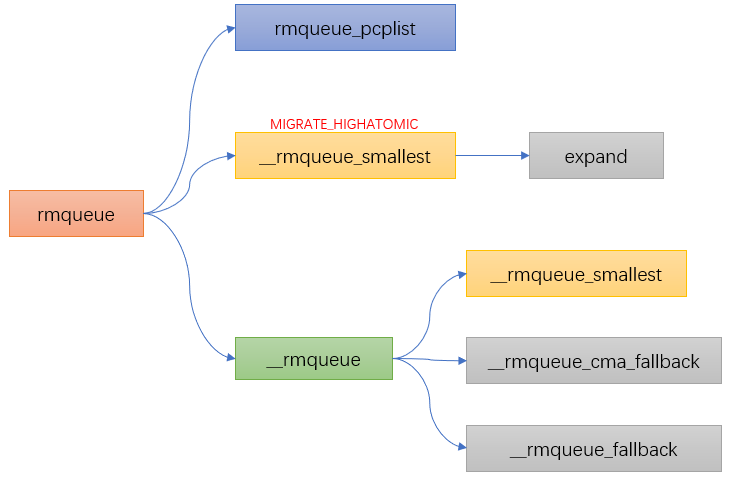 rmqueue_pcplist
MIGRATE_HIGHATOMIC
__rmqueue_smallest
expand
rmqueue
__rmqueue_smallest
__rmqueue
__rmqueue_cma_fallback
__rmqueue_fallback